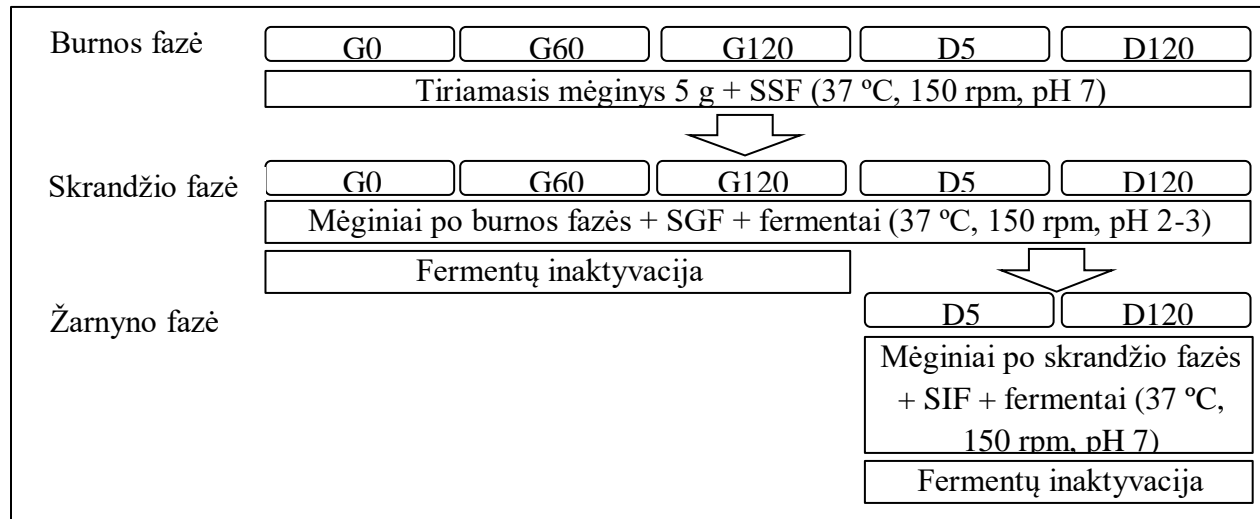 Burnos fazė
G0 G60 G120 D5 D120
Tiriamasis mėginys 5 g + SSF (37 ºC, 150 rpm, pH 7)
Skrandžio fazė
G0 G60 G120 D5 D120
Mėginiai po burnos fazės + SGF + fermentai (37 ºC, 150 rpm, pH 2-3)
Fermentų inaktyvacija
Žarnyno fazė
D5 D120
Mėginiai po skrandžio fazės
+ SIF + fermentai (37 ºC,
150 rpm, pH 7)
Fermentų inaktyvacija